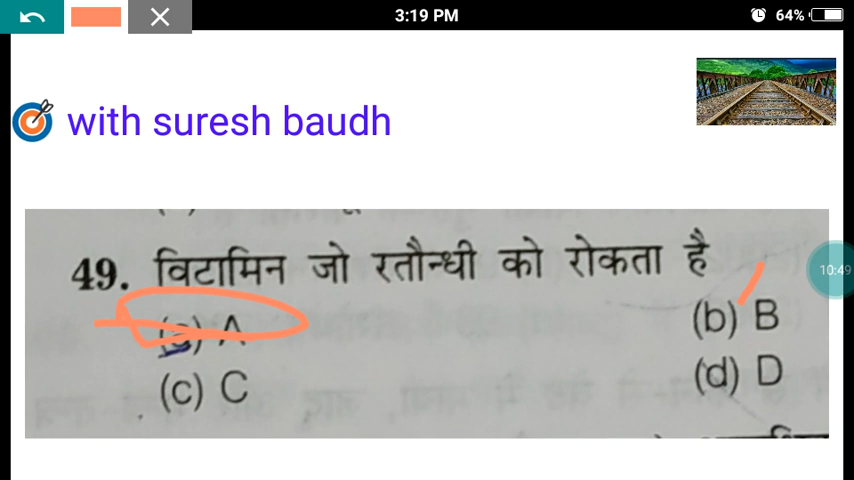 3:19 PM
64%
with suresh baudh
49. विटामिन जो रतौन्धी को रोकता है
10:49
(a) A
(b) B
(c) C
(d) D